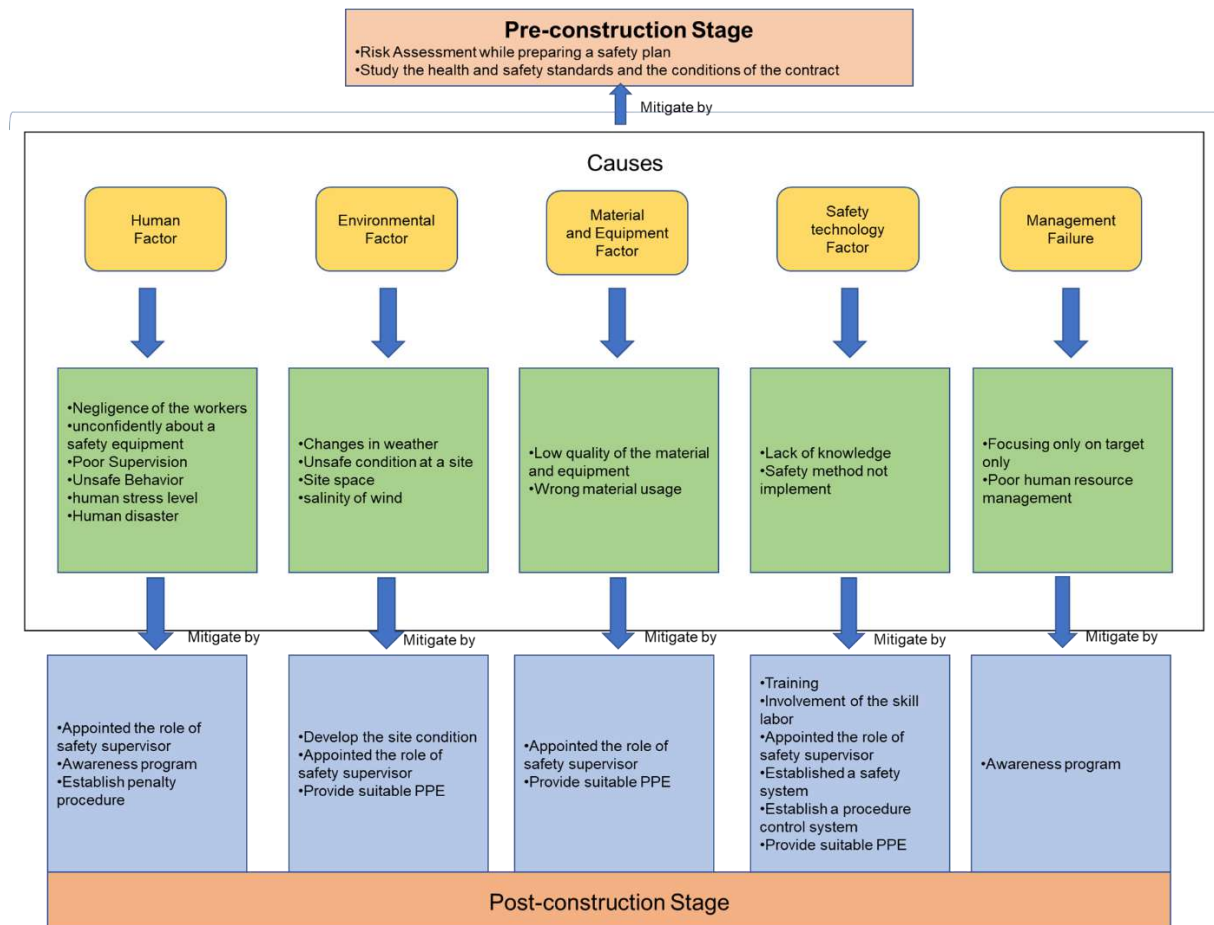 Pre-construction Stage
•Risk Assessment while preparing a safety plan
•Study the health and safety standards and the conditions of the contract
Mitigate by
Causes
Human
Factor
Environmental
Factor
Material
and Equipment
Factor
Safety
technology
Factor
Management
Failure
•Negligence of the workers
•unconfidently about a
safety equipment
•Poor Supervision
•Unsafe Behavior
•human stress level
•Human disaster
•Changes in weather
•Unsafe condition at a site
•Site space
•salinity of wind
•Low quality of the material
and equipment
•Wrong material usage
•Lack of knowledge
•Safety method not
implement
•Focusing only on target
only
•Poor human resource
management
Mitigate by
Mitigate by
Mitigate by
Mitigate by
Mitigate by
•Appointed the role of
safety supervisor
•Awareness program
•Establish penalty
procedure
•Develop the site condition
•Appointed the role of
safety supervisor
•Provide suitable PPE
•Appointed the role of
safety supervisor
•Provide suitable PPE
•Training
•Involvement of the skill
labor
•Appointed the role of
safety supervisor
•Established a safety
system
•Establish a procedure
control system
•Provide suitable PPE
•Awareness program
Post-construction Stage